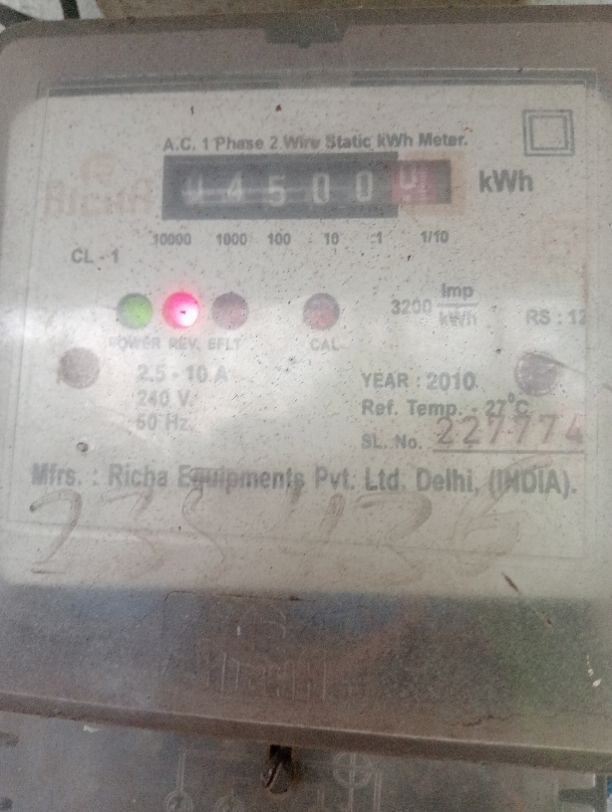 A.C. 1 Phase 2 Wire Static kWh Meter.
RICHA
04500 kWh
10000 1000 100 10 1 1/10
CL - 1
3200 Imp/kWh
RS : 12
POWER REV. EFLT CAL
2.5 - 10 A
240 V.
50 Hz.
YEAR : 2010
Ref. Temp. - 27°C
SL. No. 227774
Mfrs. : Richa Equipments Pvt. Ltd. Delhi, (INDIA).